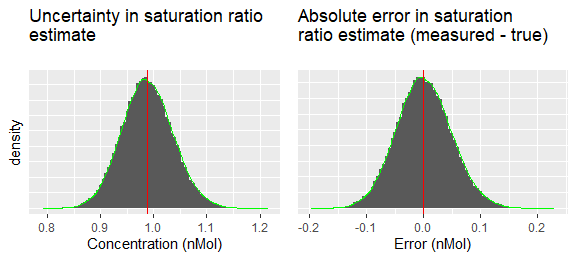 Uncertainty in saturation ratio
estimate
Absolute error in saturation
ratio estimate (measured - true)
density
0.8 0.9 1.0 1.1 1.2
Concentration (nMol)
-0.2 -0.1 0.0 0.1 0.2
Error (nMol)